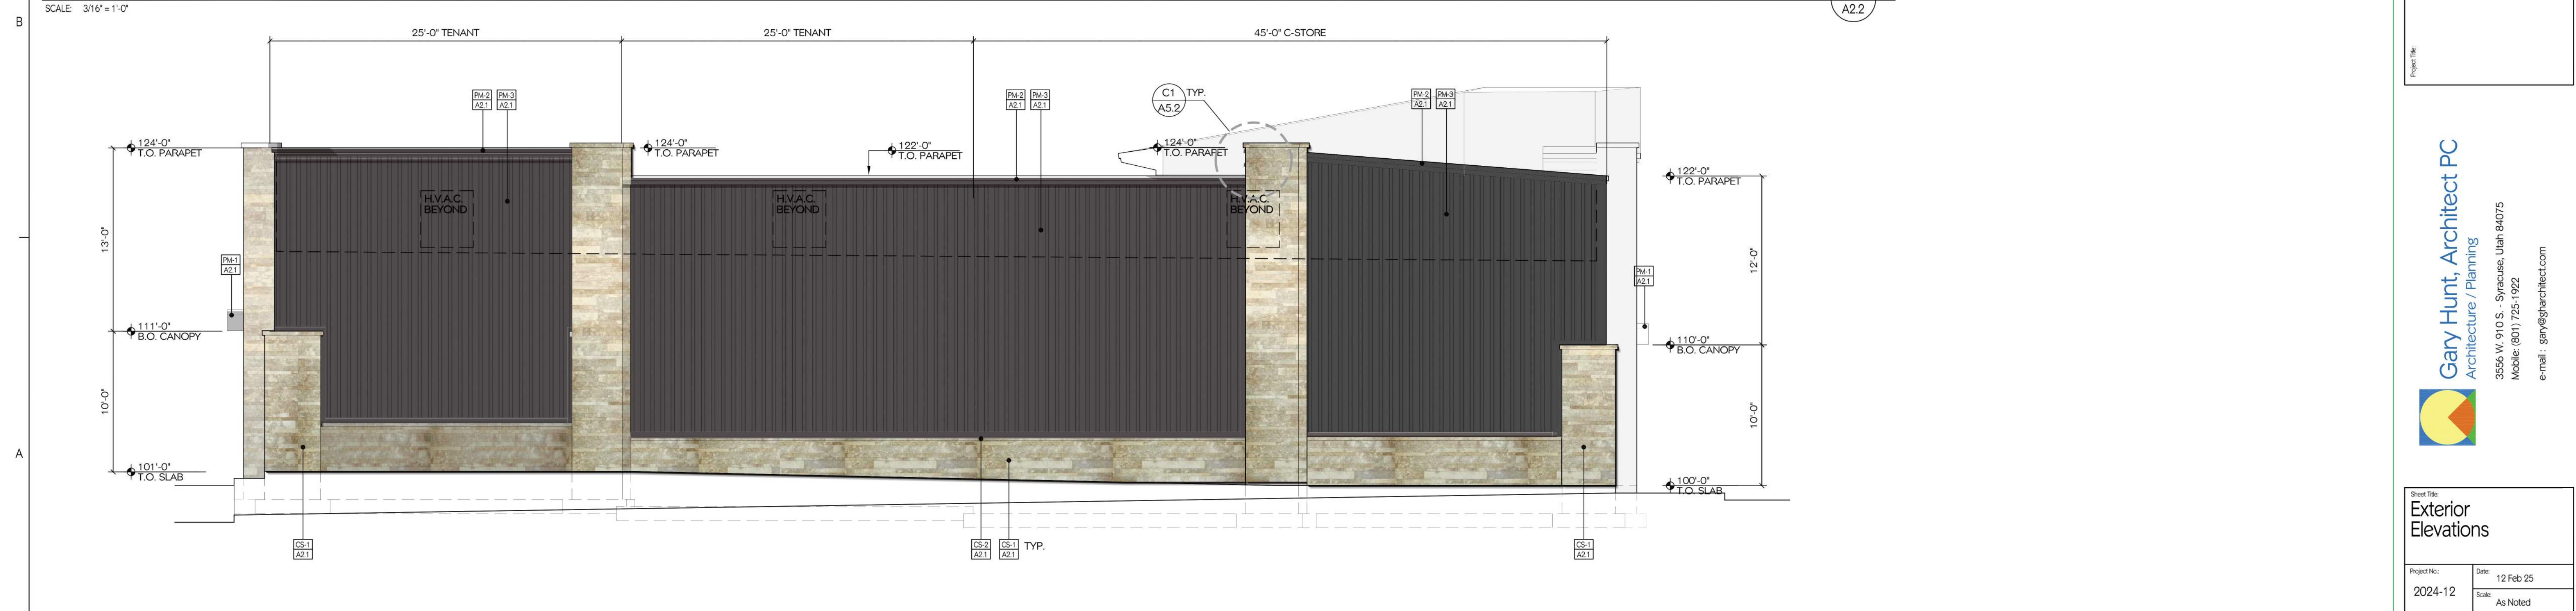 B
SCALE: 3/16" = 1'-0"
A2.2
25'-0" TENANT
25'-0" TENANT
45'-0" C-STORE
PM-2
A2.1
PM-3
A2.1
PM-2
A2.1
PM-3
A2.1
C1
A5.2
TYP.
PM-2
A2.1
PM-3
A2.1
124'-0"
T.O. PARAPET
124'-0"
T.O. PARAPET
122'-0"
T.O. PARAPET
124'-0"
T.O. PARAPET
122'-0"
T.O. PARAPET
H.V.A.C.
BEYOND
H.V.A.C.
BEYOND
H.V.A.C.
BEYOND
13'-0"
12'-0"
PM-1
A2.1
PM-1
A2.1
111'-0"
B.O. CANOPY
110'-0"
B.O. CANOPY
10'-0"
10'-0"
A
101'-0"
T.O. SLAB
100'-0"
T.O. SLAB
CS-1
A2.1
CS-2
A2.1
CS-1
A2.1
TYP.
CS-1
A2.1
Project Title:
Gary Hunt, Architect PC
Architecture / Planning
3556 W. 910 S. - Syracuse, Utah 84075
Mobile: (801) 725-1922
e-mail : gary@gharchitect.com
Sheet Title:
Exterior
Elevations
Project No.:
2024-12
Date:
12 Feb 25
Scale:
As Noted